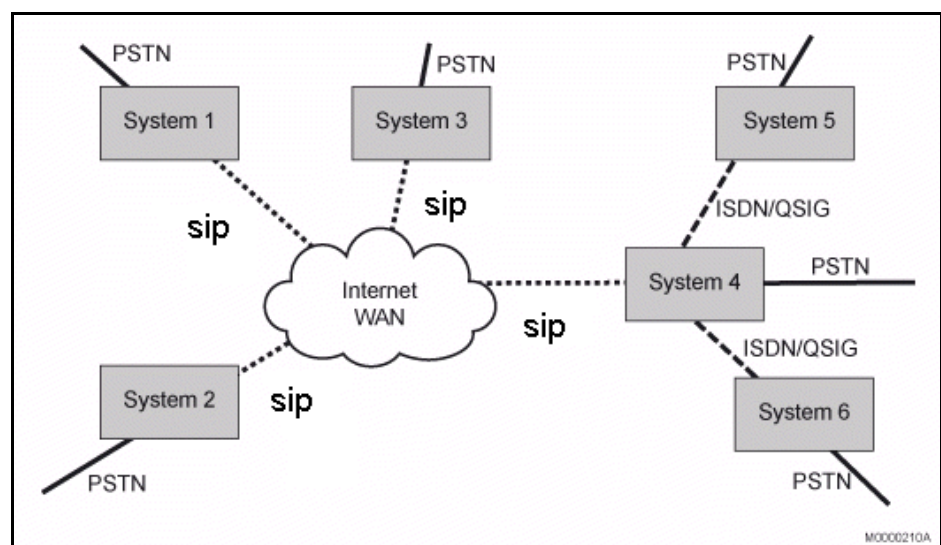 PSTN
PSTN
PSTN
System 1
System 3
System 5
sip
sip
ISDN/QSIG
Internet
WAN
System 4
PSTN
sip
ISDN/QSIG
System 2
sip
System 6
PSTN
PSTN
M0000210A